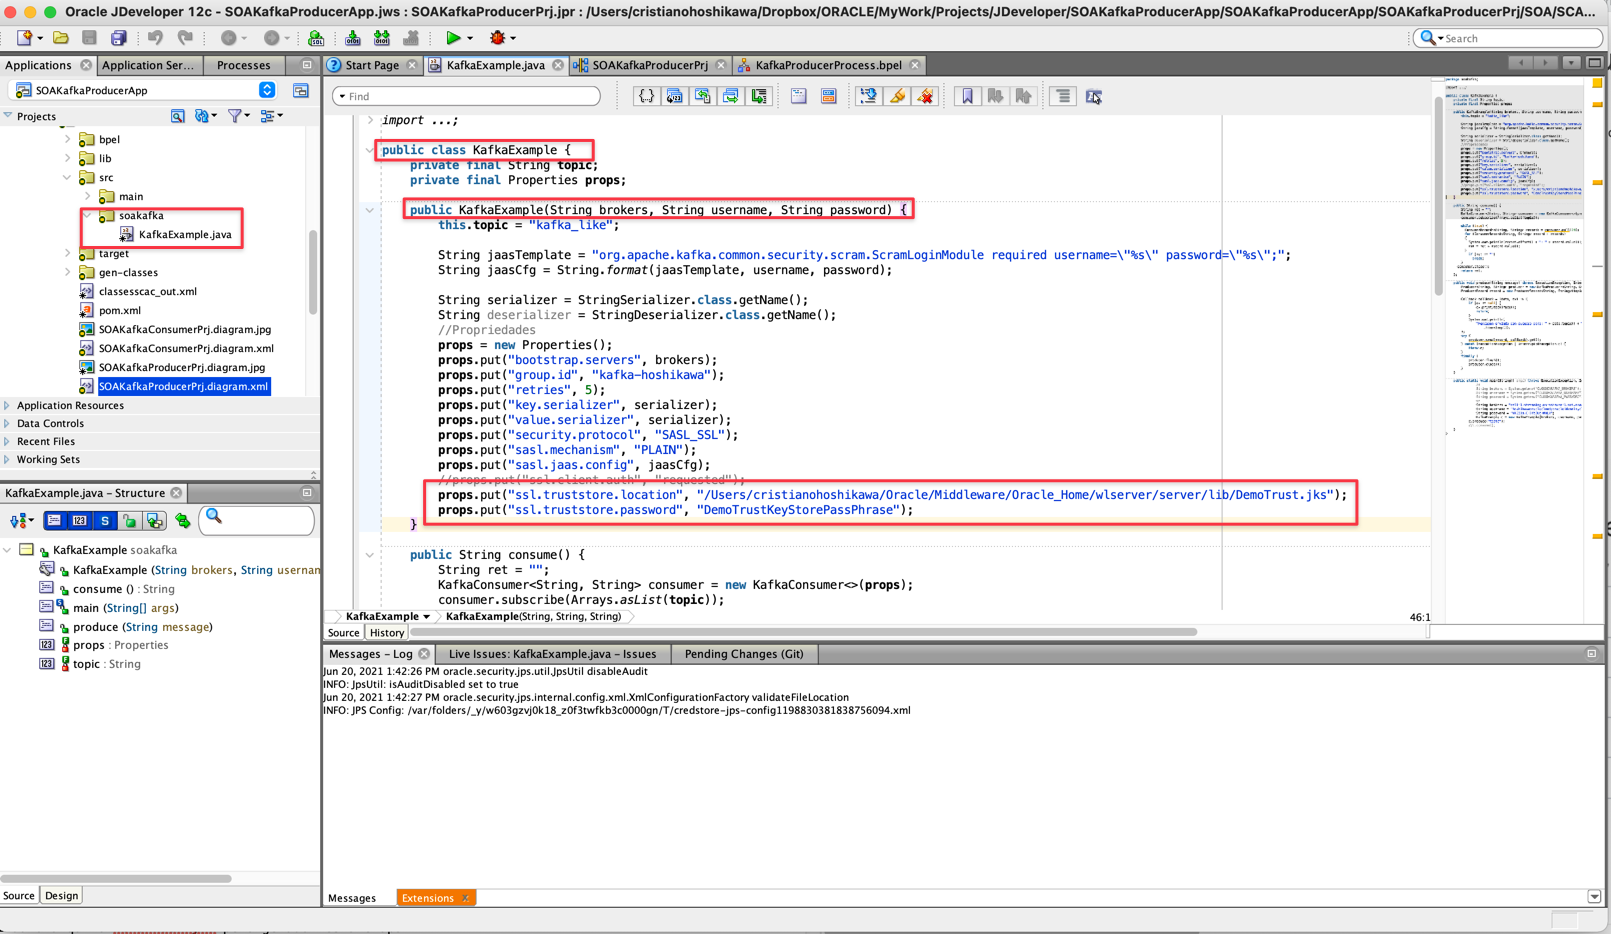 Oracle JDeveloper 12c - SOAKafkaProducerApp.jws : SOAKafkaProducerPrj.jpr : /Users/cristianohoshikawa/Dropbox/ORACLE/MyWork/Projects/JDeveloper/SOAKafkaProducerApp/SOAKafkaProducerApp/SOAKafkaProducerPrj/SOA/SCA...
Search
Applications
Application Ser...
Processes
Start Page
KafkaExample.java
SOAKafkaProducerPrj
KafkaProducerProcess.bpel
SOAKafkaProducerApp
Find
Projects
bpel
lib
src
main
soakafka
KafkaExample.java
target
gen-classes
classesscac_out.xml
pom.xml
SOAKafkaConsumerPrj.diagram.jpg
SOAKafkaConsumerPrj.diagram.xml
SOAKafkaProducerPrj.diagram.jpg
SOAKafkaProducerPrj.diagram.xml
Application Resources
Data Controls
Recent Files
Working Sets
import ...;
public class KafkaExample {
private final String topic;
private final Properties props;
public KafkaExample(String brokers, String username, String password) {
this.topic = "kafka_like";
String jaasTemplate = "org.apache.kafka.common.security.scram.ScramLoginModule required username=\"%s\" password=\"%s\";";
String jaasCfg = String.format(jaasTemplate, username, password);
String serializer = StringSerializer.class.getName();
String deserializer = StringDeserializer.class.getName();
//Propriedades
props = new Properties();
props.put("bootstrap.servers", brokers);
props.put("group.id", "kafka-hoshikawa");
props.put("retries", 5);
props.put("key.serializer", serializer);
props.put("value.serializer", serializer);
props.put("security.protocol", "SASL_SSL");
props.put("sasl.mechanism", "PLAIN");
props.put("sasl.jaas.config", jaasCfg);
//props.put("ssl.client.auth", "requested");
props.put("ssl.truststore.location", "/Users/cristianohoshikawa/Oracle/Middleware/Oracle_Home/wlserver/server/lib/DemoTrust.jks");
props.put("ssl.truststore.password", "DemoTrustKeyStorePassPhrase");
}
public String consume() {
String ret = "";
KafkaConsumer<String, String> consumer = new KafkaConsumer<>(props);
consumer.subscribe(Arrays.asList(topic));
KafkaExample
KafkaExample(String, String, String)
46:1
Source
History
KafkaExample.java - Structure
KafkaExample soakafka
KafkaExample (String brokers, String usernan
consume () : String
main (String[] args)
produce (String message)
props : Properties
topic : String
Source
Design
Messages - Log
Live Issues: KafkaExample.java - Issues
Pending Changes (Git)
Jun 20, 2021 1:42:26 PM oracle.security.jps.util.JpsUtil disableAudit
INFO: JpsUtil: isAuditDisabled set to true
Jun 20, 2021 1:42:27 PM oracle.security.jps.internal.config.xml.XmlConfigurationFactory validateFileLocation
INFO: JPS Config: /var/folders/_y/w603gzvj0k18_z0f3twfkb3c0000gn/T/credstore-jps-config1198830381838756094.xml
Messages
Extensions